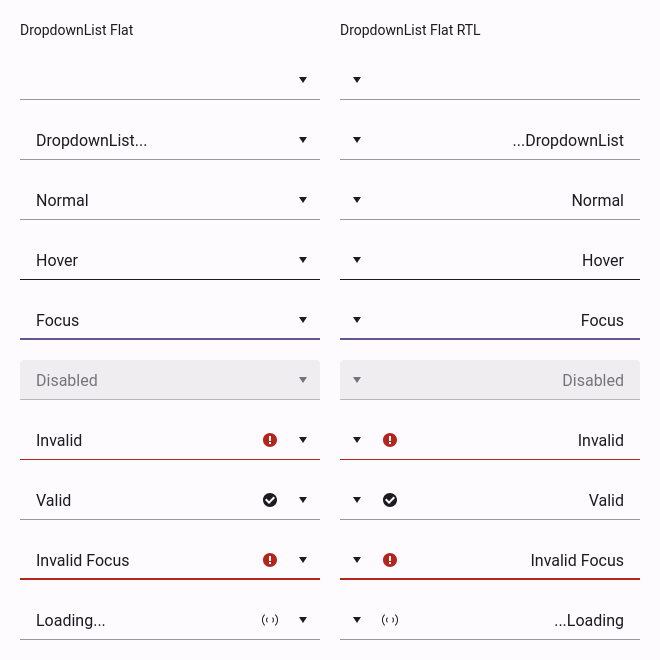 DropdownList Flat
DropdownList Flat RTL
DropdownList...
...DropdownList
Normal
Normal
Hover
Hover
Focus
Focus
Disabled
Disabled
Invalid
Invalid
Valid
Valid
Invalid Focus
Invalid Focus
Loading...
...Loading